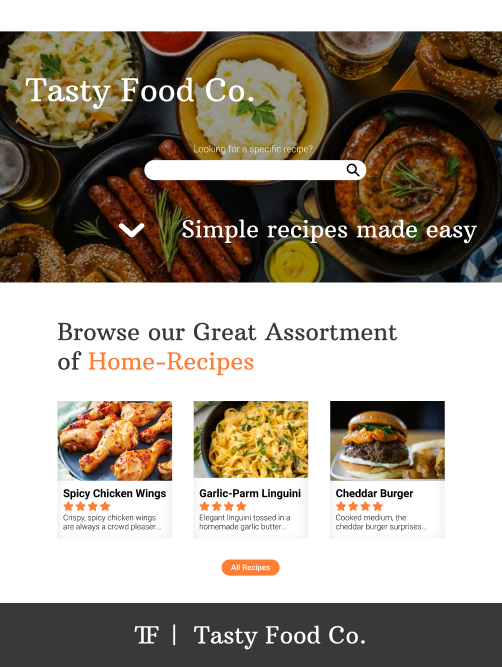 Tasty Food Co.
Looking for a specific recipe?
Simple recipes made easy
Browse our Great Assortment
of Home-Recipes
Spicy Chicken Wings
Crispy, spicy chicken wings
are always a crowd pleaser...
Garlic-Parm Linguini
Elegant linguini tossed in a
homemade garlic butter...
Cheddar Burger
Cooked medium, the
cheddar burger surprises...
All Recipes
TF | Tasty Food Co.